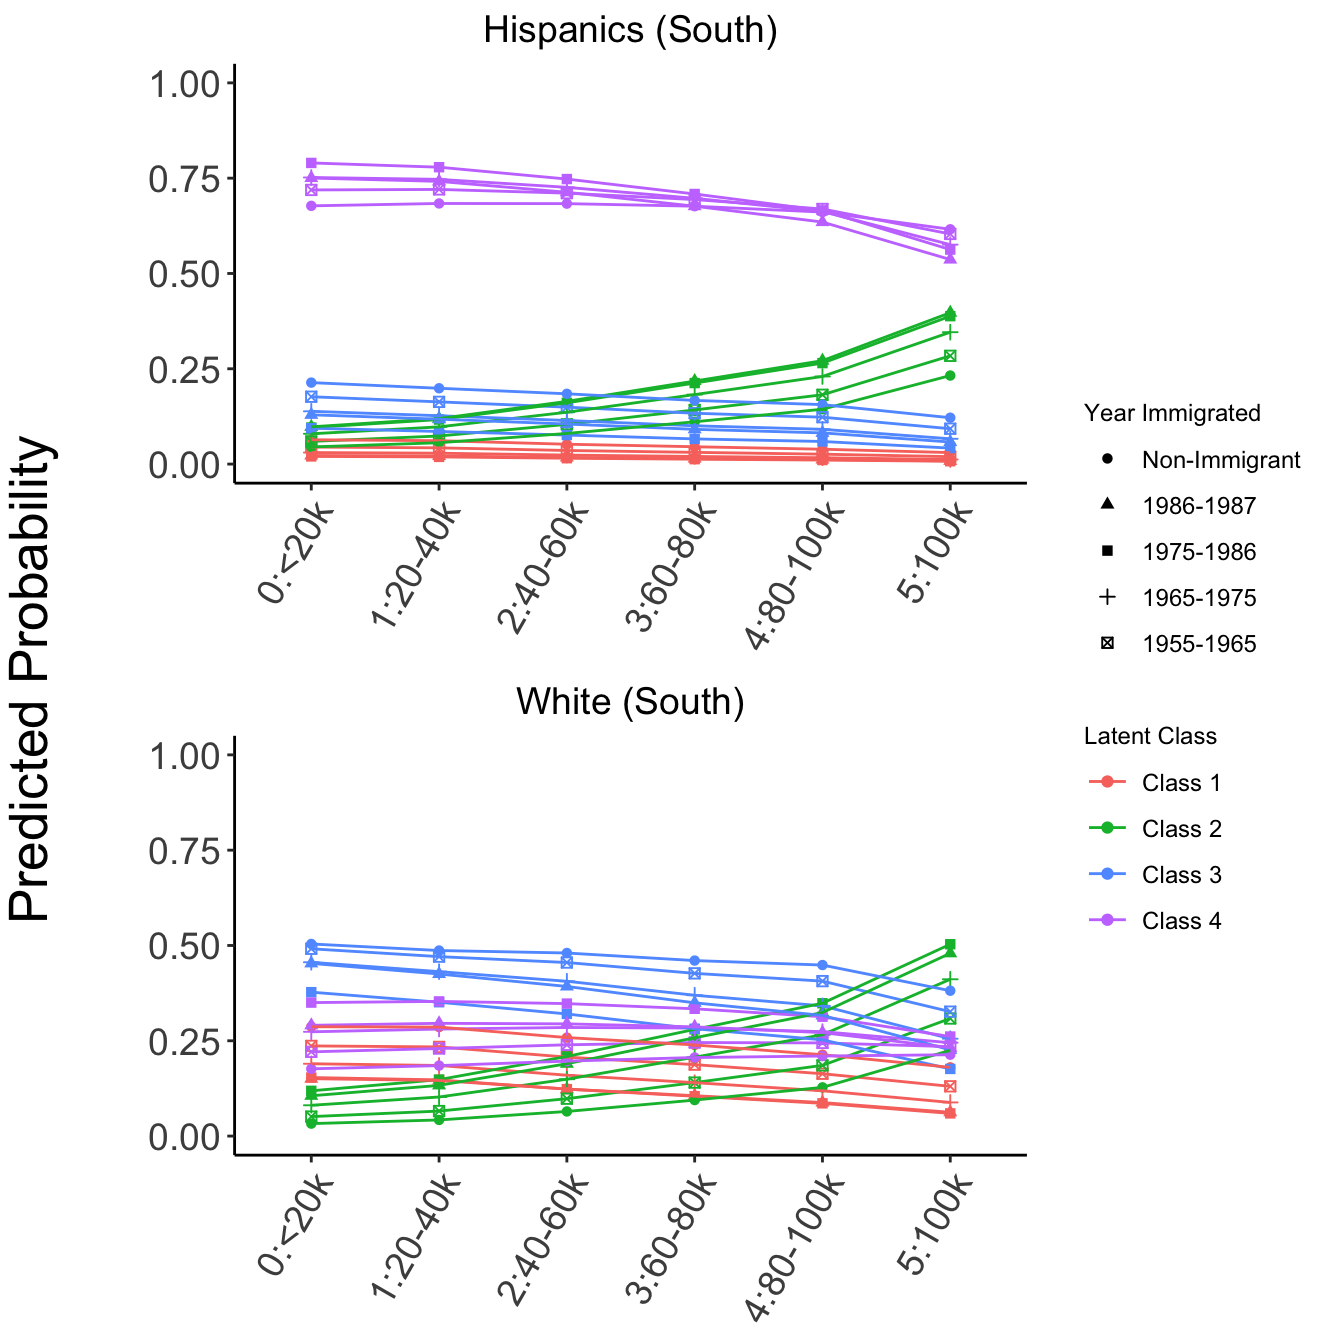 Hispanics (South)
1.00
0.75
0.50
0.25
0.00
0:<20k
1:20-40k
2:40-60k
3:60-80k
4:80-100k
5:100k
Predicted Probability
White (South)
1.00
0.75
0.50
0.25
0.00
0:<20k
1:20-40k
2:40-60k
3:60-80k
4:80-100k
5:100k
Year Immigrated
Non-Immigrant
1986-1987
1975-1986
1965-1975
1955-1965
Latent Class
Class 1
Class 2
Class 3
Class 4